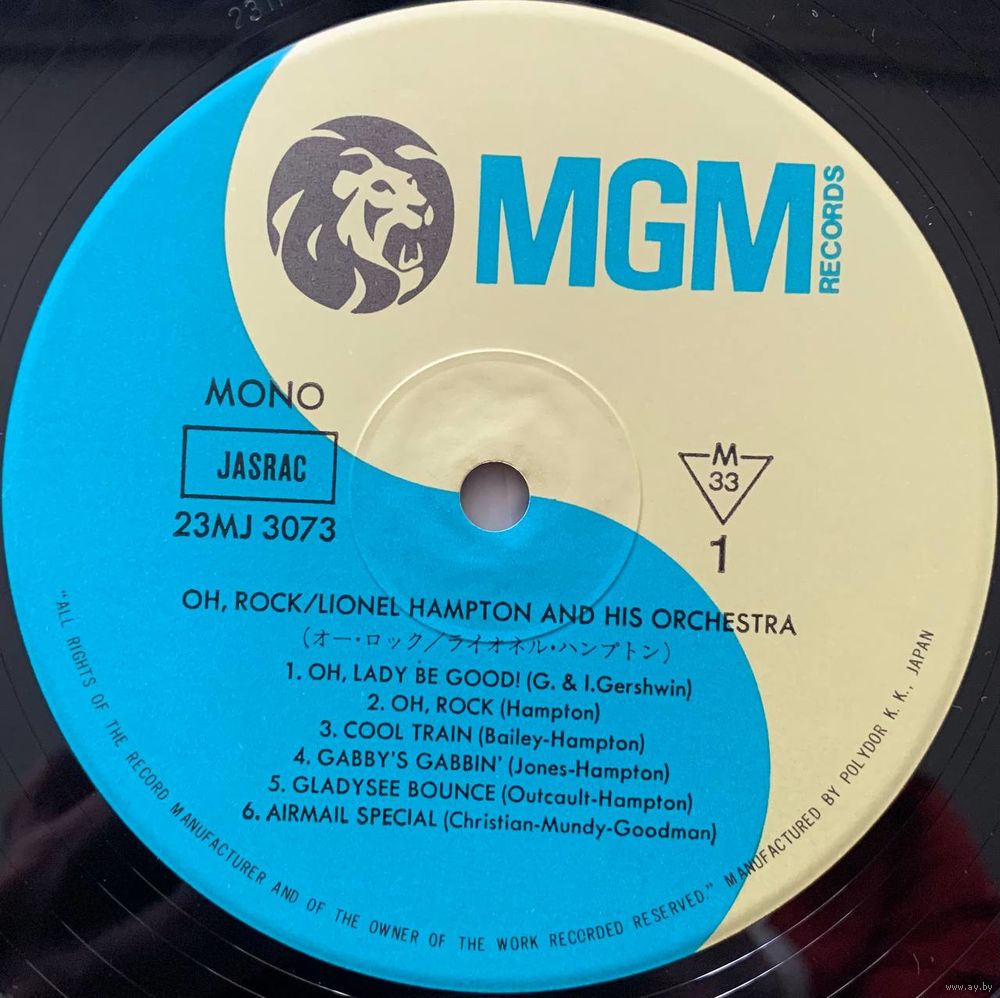 MGM
RECORDS
MONO
JASRAC
23MJ 3073
M
33
1
OH, ROCK/LIONEL HAMPTON AND HIS ORCHESTRA
(オー・ロック/ライオネル・ハンプトン)
1. OH, LADY BE GOOD! (G. & I.Gershwin)
2. OH, ROCK (Hampton)
3. COOL TRAIN (Bailey-Hampton)
4. GABBY'S GABBIN' (Jones-Hampton)
5. GLADYSEE BOUNCE (Outcault-Hampton)
6. AIRMAIL SPECIAL (Christian-Mundy-Goodman)
"ALL RIGHTS OF THE RECORD MANUFACTURER AND OF THE OWNER OF THE WORK RECORDED RESERVED." MANUFACTURED BY POLYDOR K. K., JAPAN
www.ay.by